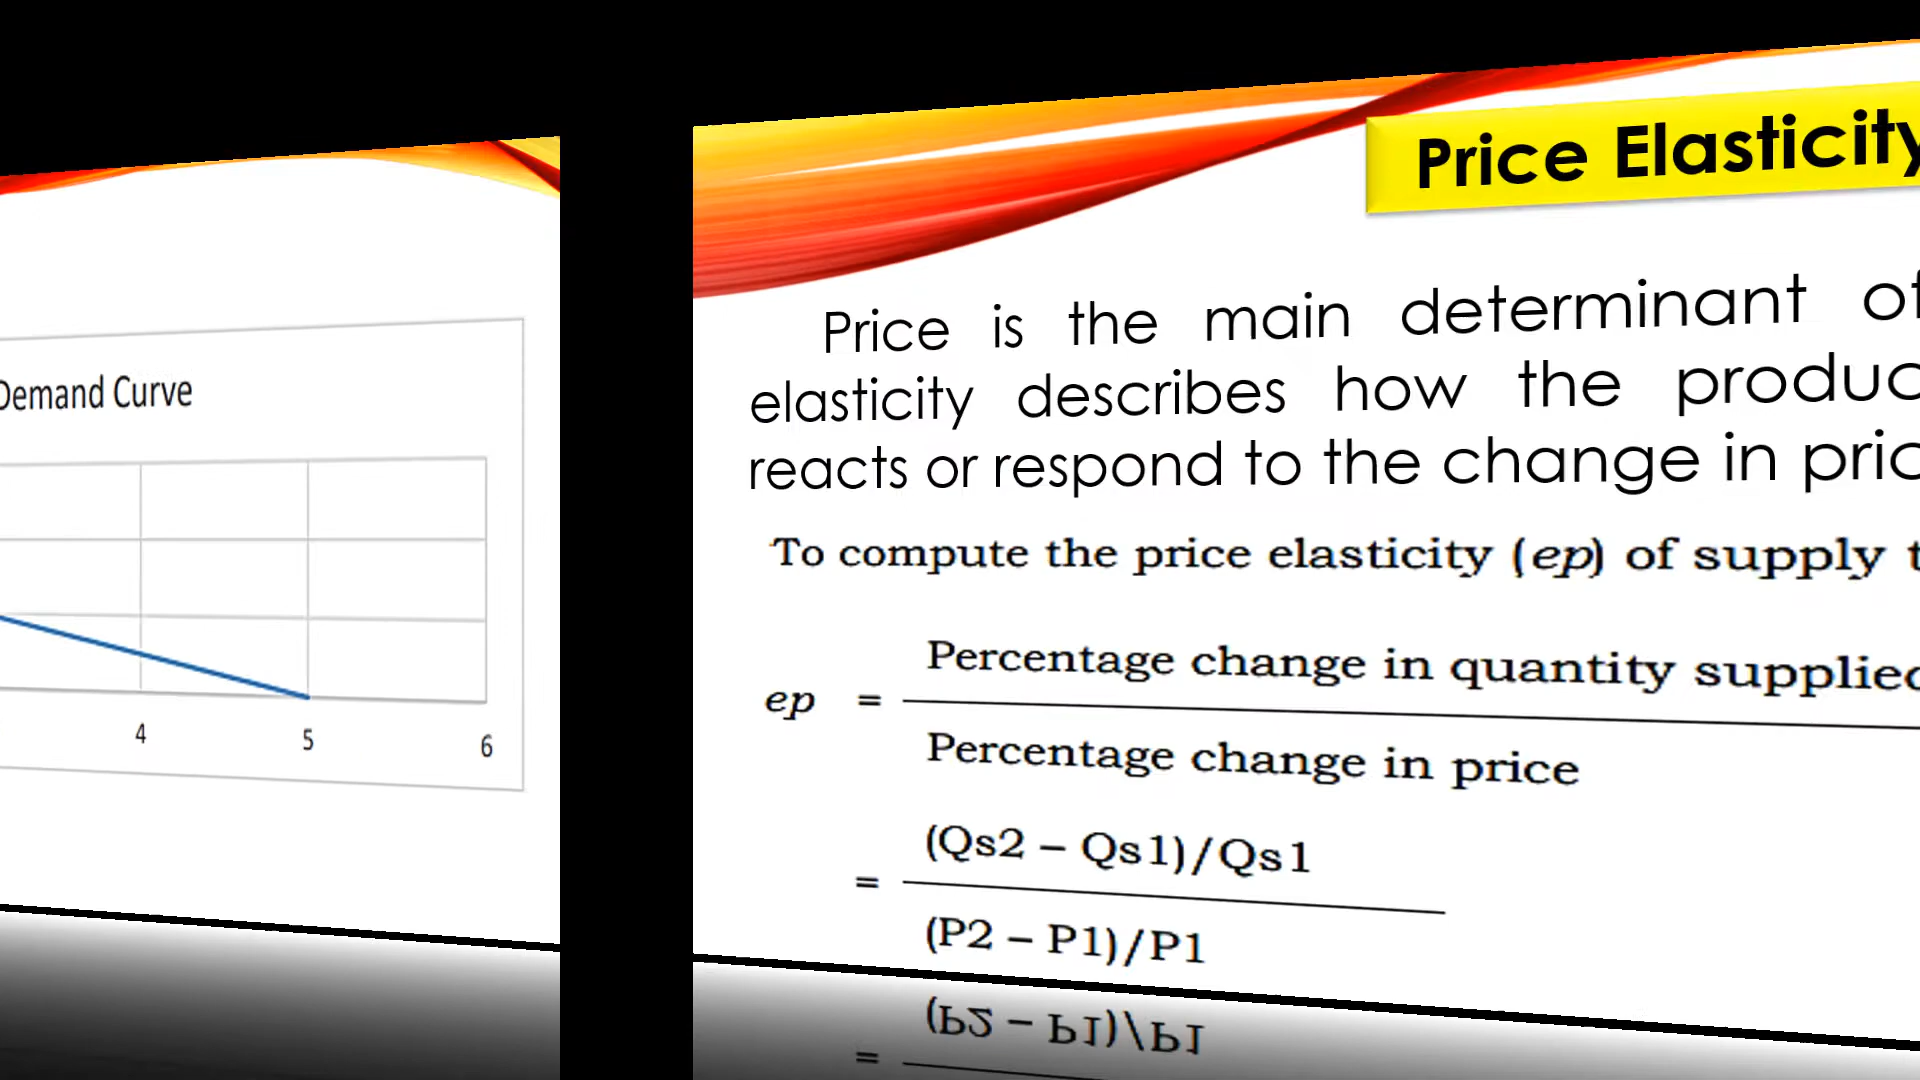 Demand Curve
4 5 6
Price Elasticity
Price is the main determinant of
elasticity describes how the
reacts or respond to the change in
To compute the price elasticity (ep) of supply
Percentage change in quantity supplied
ep =
Percentage change in price
(Qs2 – Qs1)/Qs1
=
(P2 – P1)/P1